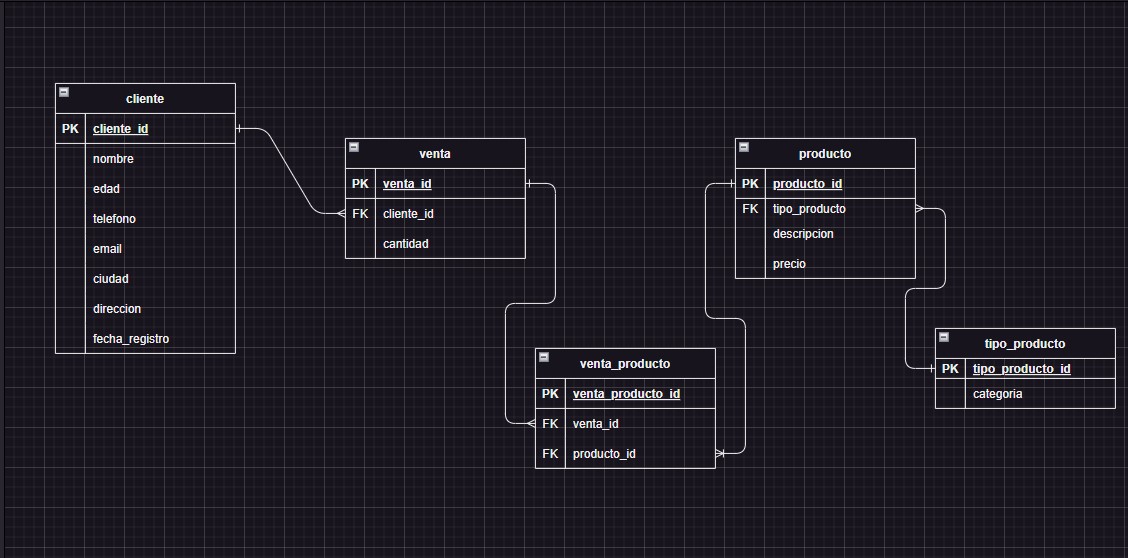 cliente
PK cliente_id
nombre
edad
telefono
email
ciudad
direccion
fecha_registro
venta
PK venta_id
FK cliente_id
cantidad
producto
PK producto_id
FK tipo_producto
descripcion
precio
venta_producto
PK venta_producto_id
FK venta_id
FK producto_id
tipo_producto
PK tipo_producto_id
categoria